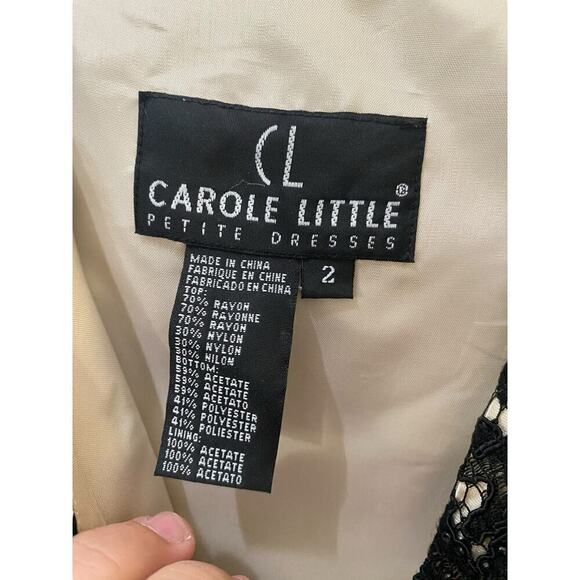 CL
CAROLE LITTLE®
PETITE DRESSES
2
MADE IN CHINA
FABRIQUE EN CHINE
FABRICADO EN CHINA
TOP:
70% RAYON
70% RAYONNE
70% RAYON
30% NYLON
30% NYLON
30% NILON
BOTTOM:
59% ACETATE
59% ACETATE
59% ACETATO
41% POLYESTER
41% POLYESTER
41% POLIESTER
LINING:
100% ACETATE
100% ACETATE
100% ACETATO